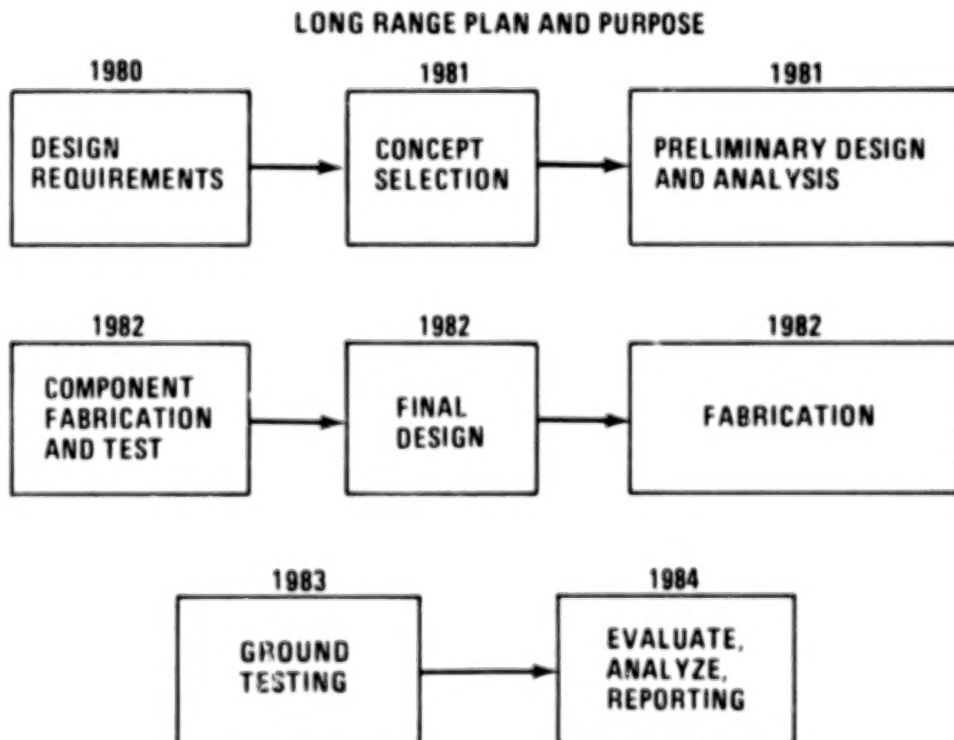 LONG RANGE PLAN AND PURPOSE
1980
DESIGN
REQUIREMENTS
1981
CONCEPT
SELECTION
1981
PRELIMINARY DESIGN
AND ANALYSIS
1982
COMPONENT
FABRICATION
AND TEST
1982
FINAL
DESIGN
1982
FABRICATION
1983
GROUND
TESTING
1984
EVALUATE,
ANALYZE,
REPORTING